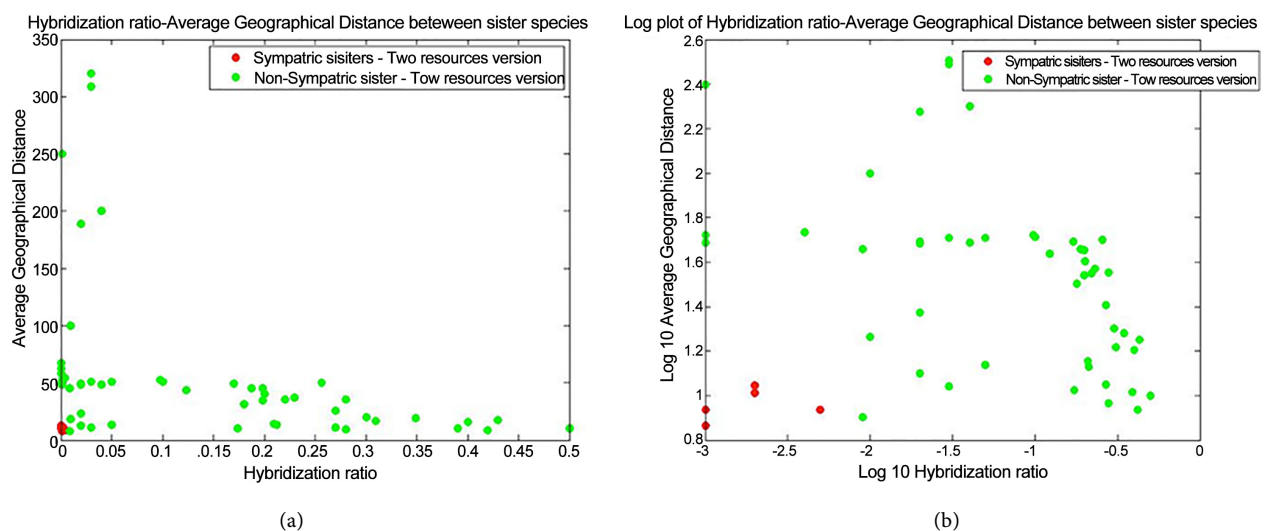 Hybridization ratio-Average Geographical Distance beteween sister species
350
300
250
200
150
100
50
0
Average Geographical Distance
Sympatric sisiters - Two resources version
Non-Sympatric sister - Tow resources version
0 0.05 0.1 .015 0.2 0.25 0.3 0.35 0.4 0.45 0.5
Hybridization ratio
(a)
Log plot of Hybridization ratio-Average Geographical Distance between sister species
2.6
2.4
2.2
2
1.8
1.6
1.4
1.2
1
0.8
Log 10 Average Geographical Distance
Sympatric sisiters - Two resources version
Non-Sympatric sister - Tow resources version
-3 -2.5 -2 -1.5 -1 -0.5 0
Log 10 Hybridization ratio
(b)